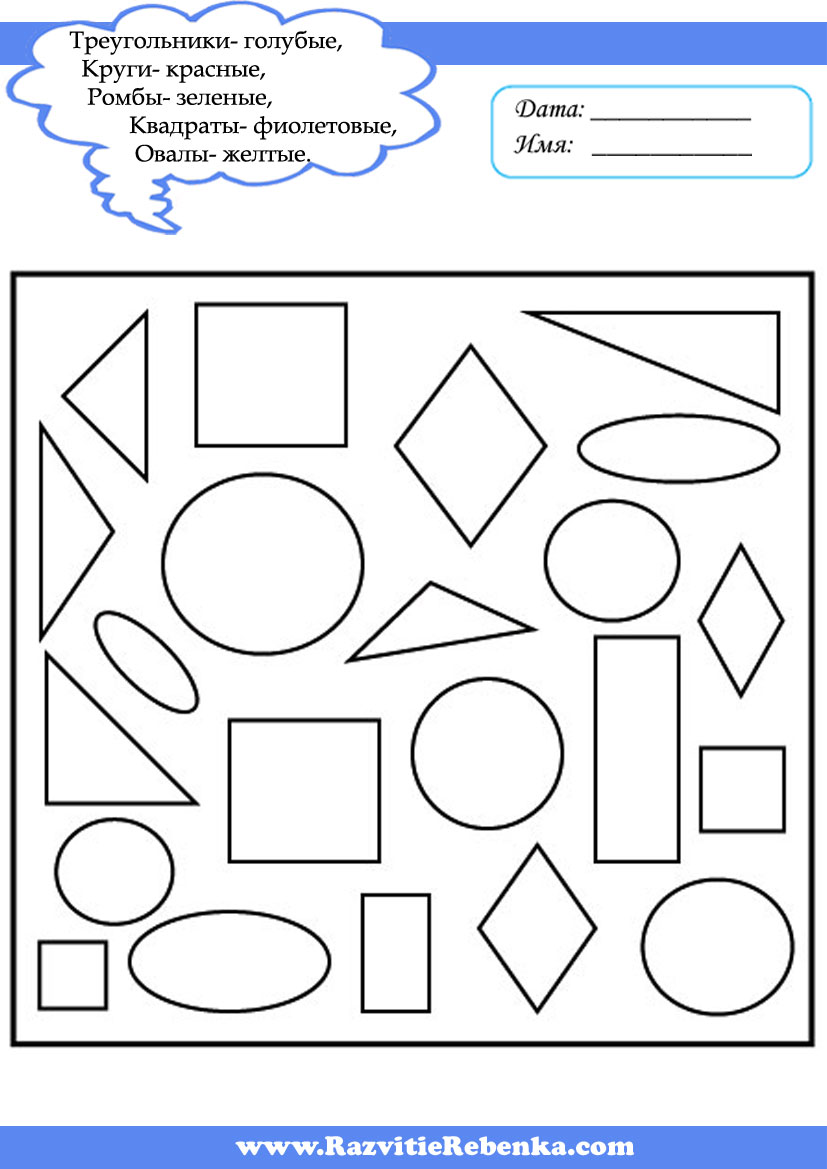 Треугольники- голубые,
Круги- красные,
Ромбы- зеленые,
Квадраты- фиолетовые,
Овалы- желтые.
Дата: ____________
Имя: ____________
www.RazvitieRebenka.com